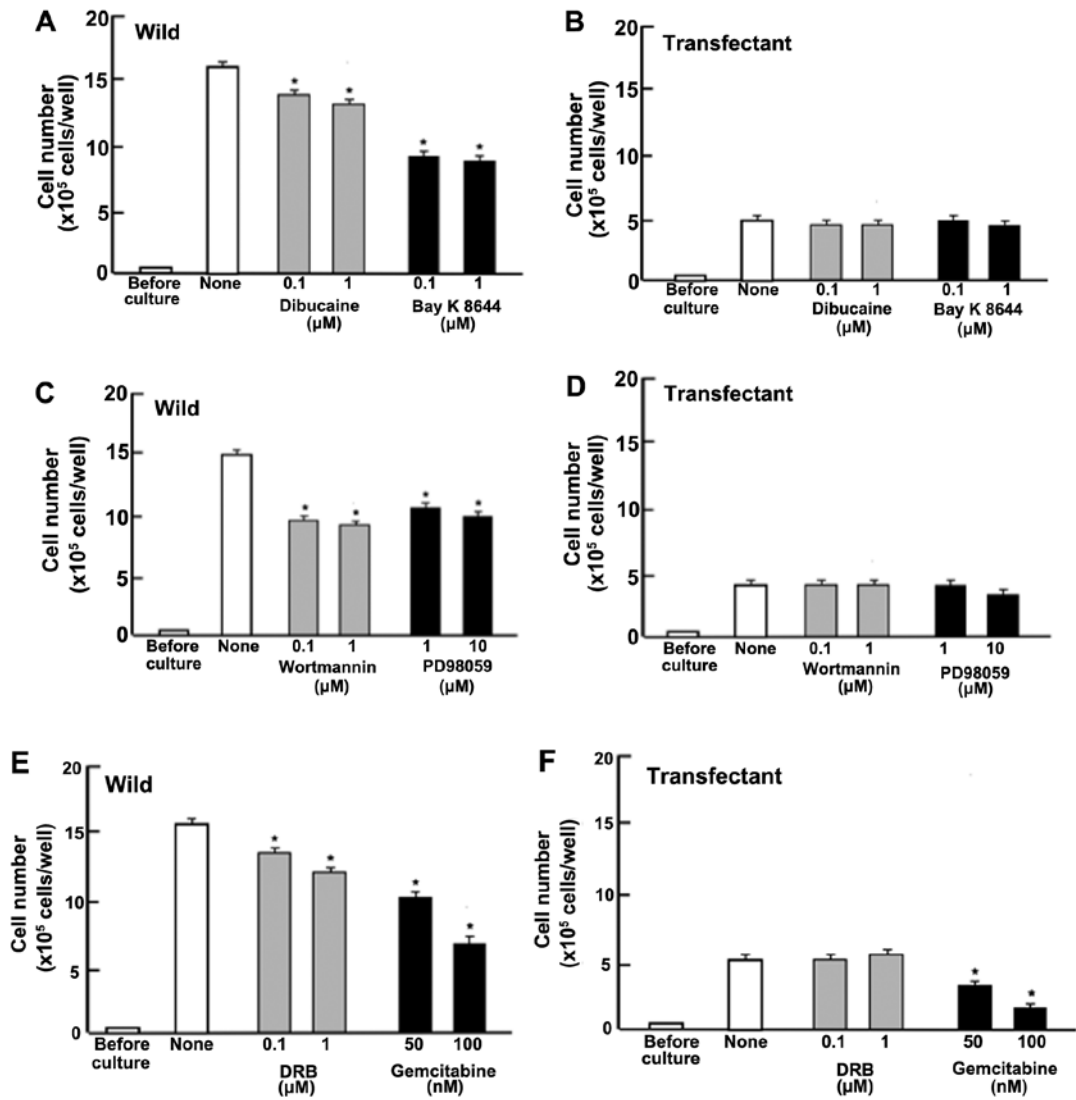 A
Wild
Cell number
(x10⁵ cells/well)
20
15
10
5
0
Before
culture
None
0.1
1
0.1
1
Dibucaine
(µM)
Bay K 8644
(µM)
*
*
*
*
B
Transfectant
Cell number
(x10⁵ cells/well)
20
15
10
5
0
Before
culture
None
0.1
1
0.1
1
Dibucaine
(µM)
Bay K 8644
(µM)
C
Wild
Cell number
(x10⁵ cells/well)
20
15
10
5
0
Before
culture
None
0.1
1
1
10
Wortmannin
(µM)
PD98059
(µM)
*
*
*
*
D
Transfectant
Cell number
(x10⁵ cells/well)
20
15
10
5
0
Before
culture
None
0.1
1
1
10
Wortmannin
(µM)
PD98059
(µM)
E
Wild
Cell number
(x10⁵ cells/well)
20
15
10
5
0
Before
culture
None
0.1
1
50
100
DRB
(µM)
Gemcitabine
(nM)
*
*
*
*
F
Transfectant
Cell number
(x10⁵ cells/well)
20
15
10
5
0
Before
culture
None
0.1
1
50
100
DRB
(µM)
Gemcitabine
(nM)
*
*